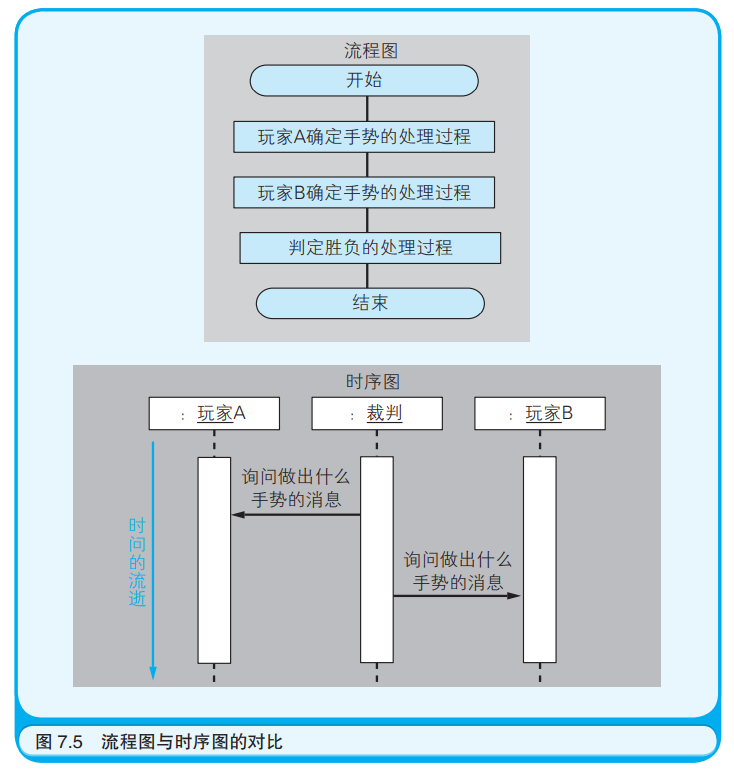 流程图
开始
玩家A确定手势的处理过程
玩家B确定手势的处理过程
判定胜负的处理过程
结束
时序图
：玩家A
：裁判
：玩家B
询问做出什么
手势的消息
询问做出什么
手势的消息
时
问
的
流
逝
图 7.5 流程图与时序图的对比